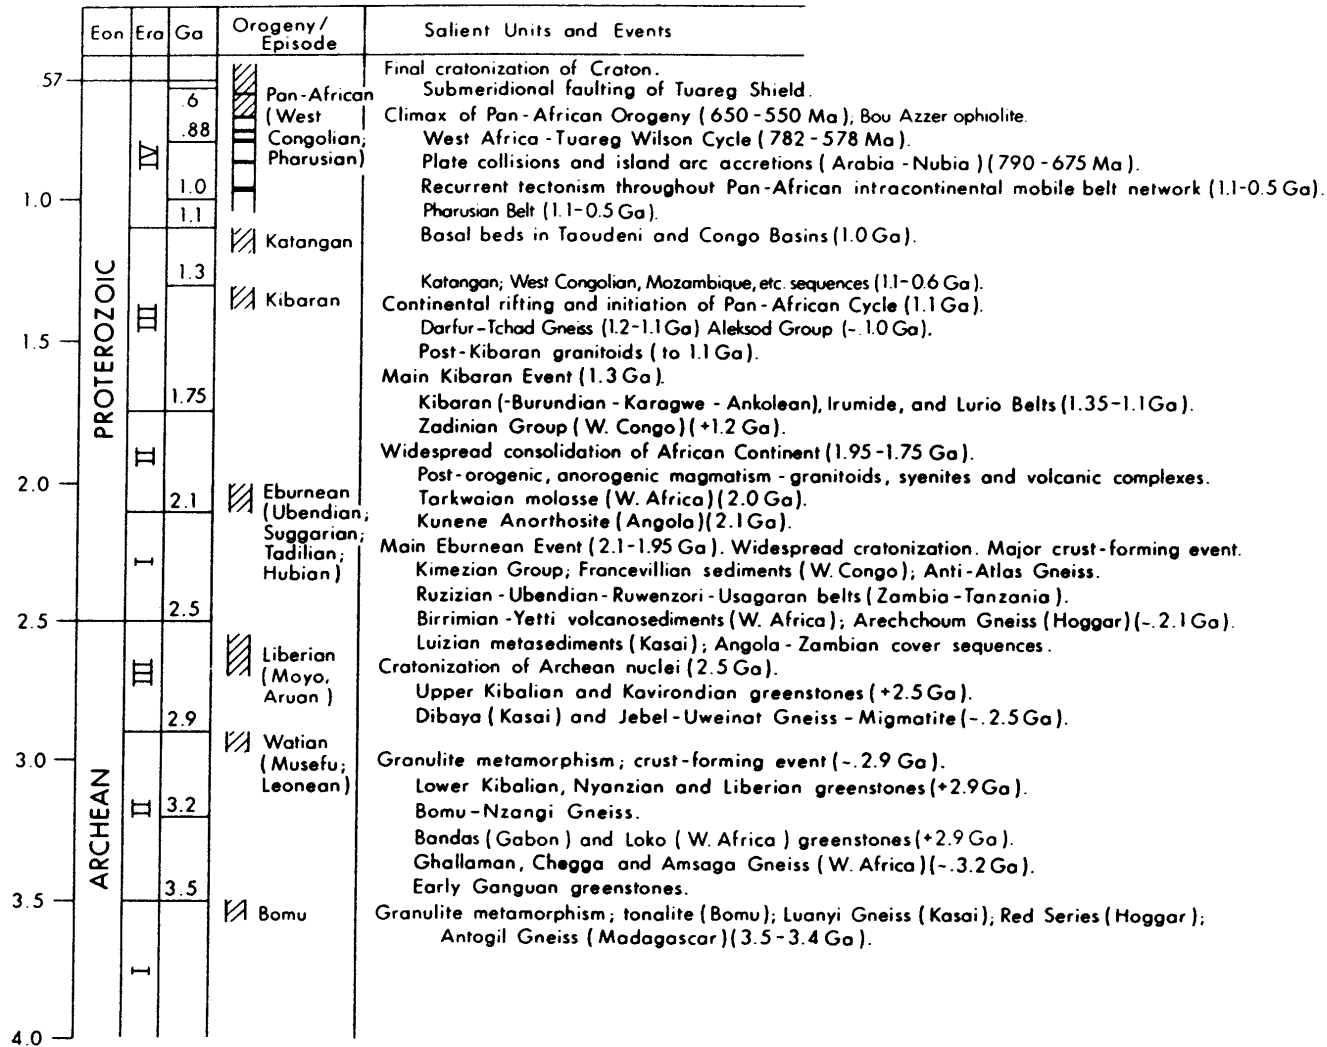 Eon Era Ga Orogeny/ Episode Salient Units and Events
.57
.6
.88
1.0
1.0
1.1
1.3
1.5
1.75
2.0
2.1
2.5
2.5
2.9
3.0
3.2
3.5
3.5
4.0
PROTEROZOIC
ARCHEAN
IV
III
II
I
III
II
I
Pan-African
(West
Congolian;
Pharusian)
Katangan
Kibaran
Eburnean
(Ubendian;
Suggarian;
Tadilian;
Hubian)
Liberian
(Moyo,
Aruan)
Watian
(Musefu;
Leonean)
Bomu
Final cratonization of Craton.
Submeridional faulting of Tuareg Shield.
Climax of Pan-African Orogeny (650-550 Ma); Bou Azzer ophiolite.
West Africa-Tuareg Wilson Cycle (782-578 Ma).
Plate collisions and island arc accretions (Arabia-Nubia)(790-675 Ma).
Recurrent tectonism throughout Pan-African intracontinental mobile belt network (1.1-0.5 Ga).
Pharusian Belt (1.1-0.5 Ga).
Basal beds in Taoudeni and Congo Basins (1.0 Ga).
Katangan; West Congolian, Mozambique, etc. sequences (1.1-0.6 Ga).
Continental rifting and initiation of Pan-African Cycle (1.1 Ga).
Darfur-Tchad Gneiss (1.2-1.1 Ga) Aleksod Group (~.1.0 Ga).
Post-Kibaran granitoids (to 1.1 Ga).
Main Kibaran Event (1.3 Ga).
Kibaran (-Burundian-Karagwe-Ankolean), Irumide, and Lurio Belts (1.35-1.1 Ga).
Zadinian Group (W. Congo)(+1.2 Ga).
Widespread consolidation of African Continent (1.95-1.75 Ga).
Post-orogenic, anorogenic magmatism-granitoids, syenites and volcanic complexes.
Tarkwaian molasse (W. Africa)(2.0 Ga).
Kunene Anorthosite (Angola)(2.1 Ga).
Main Eburnean Event (2.1-1.95 Ga). Widespread cratonization. Major crust-forming event.
Kimezian Group; Francevillian sediments (W. Congo); Anti-Atlas Gneiss.
Ruzizian-Ubendian-Ruwenzori-Usagaran belts (Zambia-Tanzania).
Birrimian-Yetti volcanosediments (W. Africa); Arechchoum Gneiss (Hoggar)(~.2.1 Ga).
Luizian metasediments (Kasai); Angola-Zambian cover sequences.
Cratonization of Archean nuclei (2.5 Ga).
Upper Kibalian and Kavirondian greenstones (+2.5 Ga).
Dibaya (Kasai) and Jebel-Uweinat Gneiss-Migmatite (~.2.5 Ga).
Granulite metamorphism; crust-forming event (~.2.9 Ga).
Lower Kibalian, Nyanzian and Liberian greenstones (+2.9 Ga).
Bomu-Nzangi Gneiss.
Bandas (Gabon) and Loko (W. Africa) greenstones (+2.9 Ga).
Ghallaman, Chegga and Amsaga Gneiss (W. Africa)(~.3.2 Ga).
Early Ganguan greenstones.
Granulite metamorphism; tonalite (Bomu); Luanyi Gneiss (Kasai); Red Series (Hoggar);
Antogil Gneiss (Madagascar)(3.5-3.4 Ga).